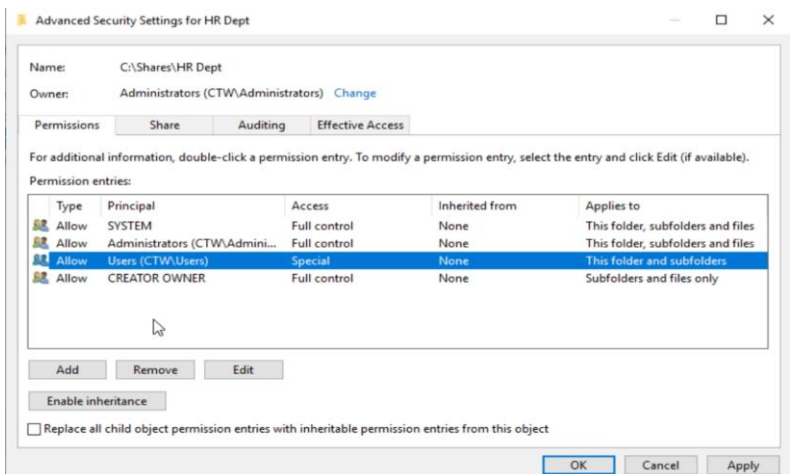 Advanced Security Settings for HR Dept
Name: C:\Shares\HR Dept
Owner: Administrators (CTW\Administrators) Change
Permissions Share Auditing Effective Access
For additional information, double-click a permission entry. To modify a permission entry, select the entry and click Edit (if available).
Permission entries:
Type Principal Access Inherited from Applies to
Allow SYSTEM Full control None This folder, subfolders and files
Allow Administrators (CTW\Admini... Full control None This folder, subfolders and files
Allow Users (CTW\Users) Special None This folder and subfolders
Allow CREATOR OWNER Full control None Subfolders and files only
Add Remove Edit
Enable inheritance
Replace all child object permission entries with inheritable permission entries from this object
OK Cancel Apply